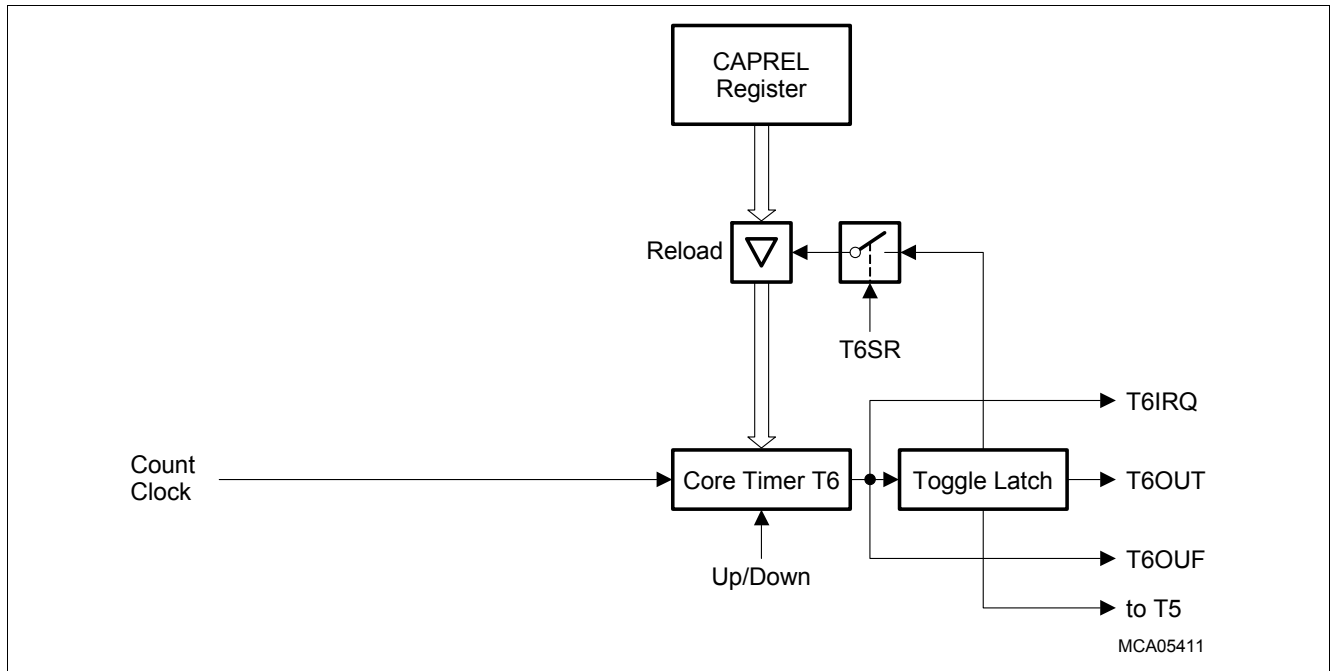 CAPREL
Register
Reload
T6SR
T6IRQ
Count
Clock
Core Timer T6
Toggle Latch
T6OUT
Up/Down
T6OUF
to T5
MCA05411